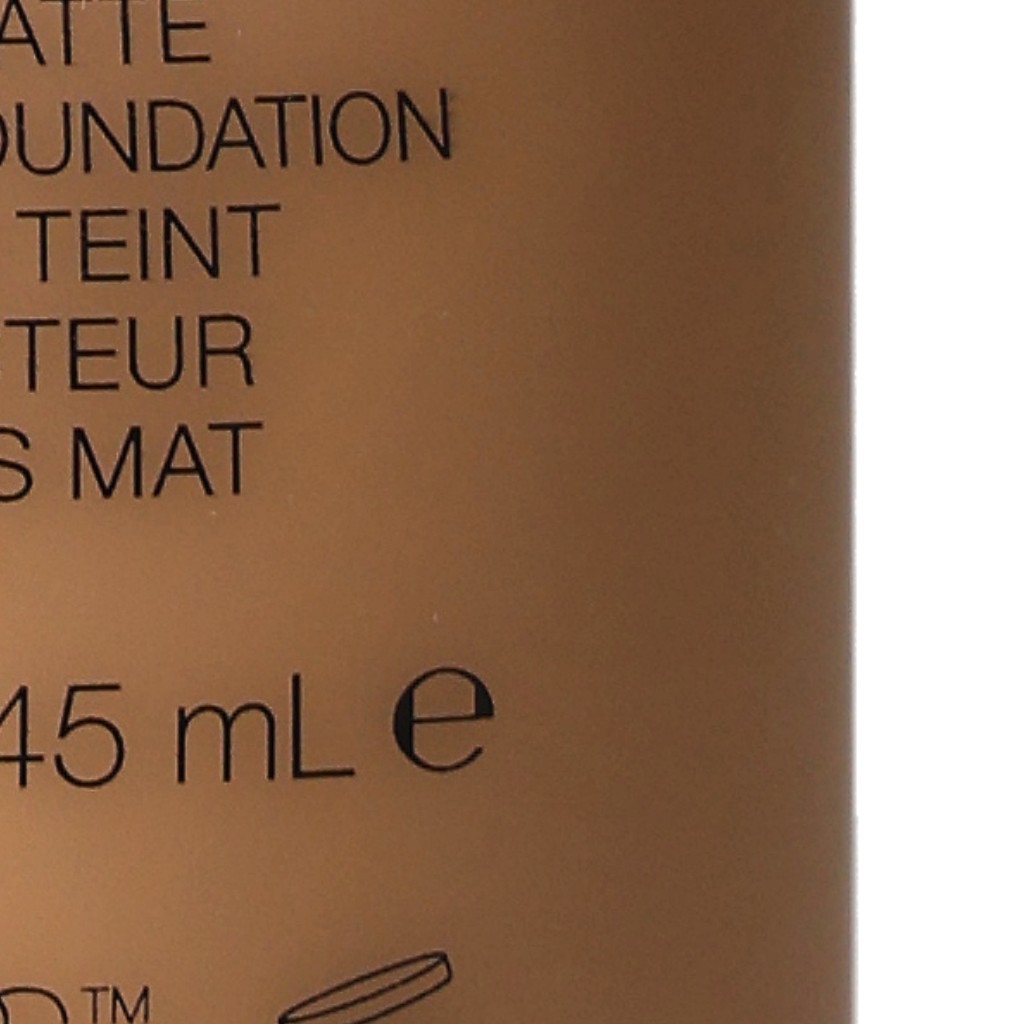 ATTE
OUNDATION
TEINT
TEUR
S MAT
45 mL e
TM